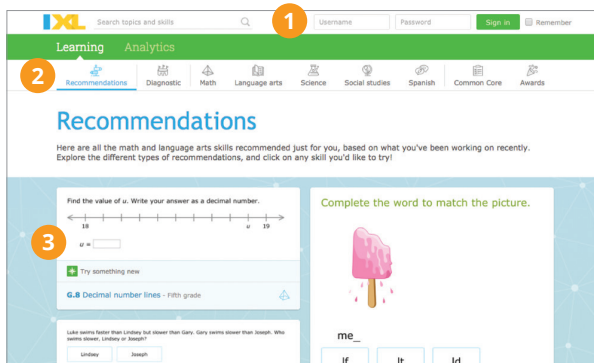 IXL Search topics and skills 1 Username Password Sign in Remember
Learning Analytics
2 Recommendations Diagnostic Math Language arts Science Social studies Spanish Common Core Awards
Recommendations
Here are all the math and language arts skills recommended just for you, based on what you've been working on recently.
Explore the different types of recommendations, and click on any skill you'd like to try!
Find the value of u. Write your answer as a decimal number.
18 u 19
3 u =
Try something new
G.8 Decimal number lines - Fifth grade
Luke swims faster than Lindsey but slower than Gary. Gary swims slower than Joseph. Who
swims slower, Lindsey or Joseph?
Lindsey Joseph
Complete the word to match the picture.
me_
lt ld